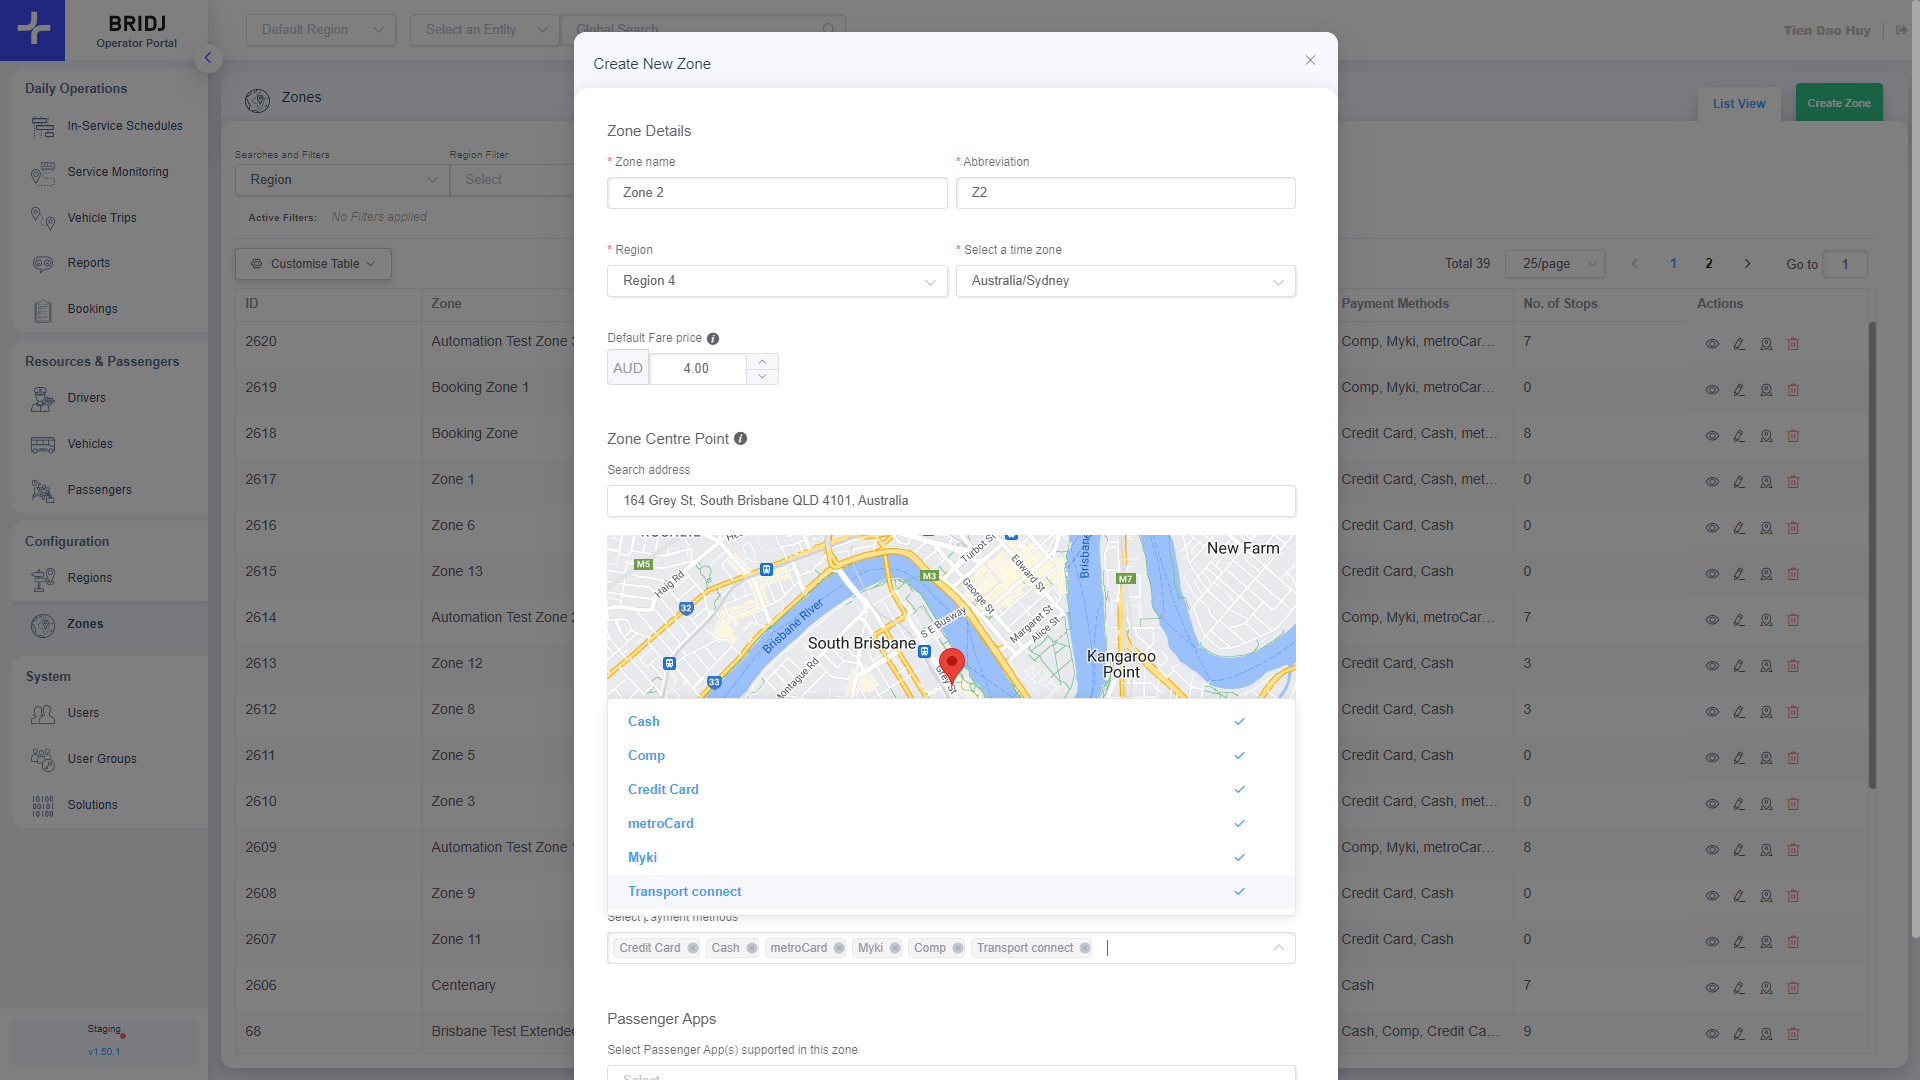 BRIDJ
Operator Portal
Default Region
Select an Entity
Global Search
Tien Dao Huy
Daily Operations
In-Service Schedules
Service Monitoring
Vehicle Trips
Reports
Bookings
Resources & Passengers
Drivers
Vehicles
Passengers
Configuration
Regions
Zones
System
Users
User Groups
Solutions
Staging
v1.50.1
Zones
List View
Create Zone
Searches and Filters
Region Filter
Region
Select
Active Filters: No Filters applied
Customise Table
Total 39
25/page
1
2
Go to
1
ID Zone Payment Methods No. of Stops Actions
2620 Automation Test Zone 3 Comp, Myki, metroCar... 7
2619 Booking Zone 1 Comp, Myki, metroCar... 0
2618 Booking Zone Credit Card, Cash, met... 8
2617 Zone 1 Credit Card, Cash, met... 0
2616 Zone 6 Credit Card, Cash 0
2615 Zone 13 Credit Card, Cash 0
2614 Automation Test Zone 2 Comp, Myki, metroCar... 7
2613 Zone 12 Credit Card, Cash 3
2612 Zone 8 Credit Card, Cash 3
2611 Zone 5 Credit Card, Cash 0
2610 Zone 3 Credit Card, Cash, met... 0
2609 Automation Test Zone Comp, Myki, metroCar... 8
2608 Zone 9 Credit Card, Cash 0
2607 Zone 11 Credit Card, Cash 0
2606 Centenary Cash 7
68 Brisbane Test Extended Cash, Comp, Credit Ca... 9
Create New Zone
Zone Details
* Zone name
Zone 2
* Abbreviation
Z2
* Region
Region 4
* Select a time zone
Australia/Sydney
Default Fare price
AUD
4.00
Zone Centre Point
Search address
164 Grey St, South Brisbane QLD 4101, Australia
M5
Haig Rd
32
33
Brisbane River
South Brisbane
Montague Rd
M3
Turbot St
Edward St
George St
S E Busway
Margaret St
Alice St
Grey St
Brisbane
M7
New Farm
Kangaroo
Point
Cash
Comp
Credit Card
metroCard
Myki
Transport connect
Select payment methods
Credit Card
Cash
metroCard
Myki
Comp
Transport connect
Passenger Apps
Select Passenger App(s) supported in this zone
Select